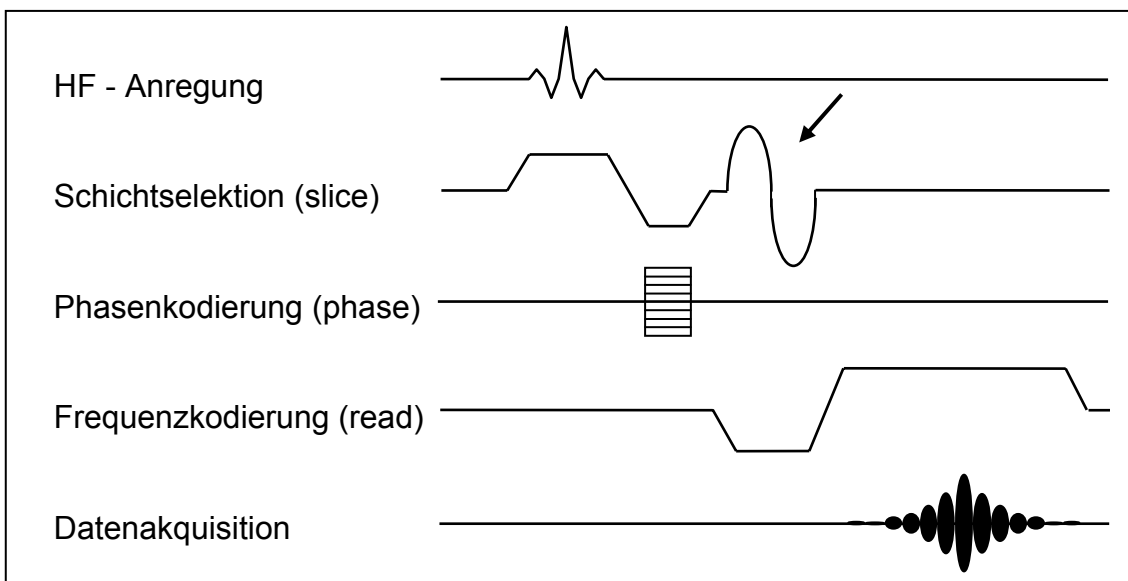 HF - Anregung
Schichtselektion (slice)
Phasenkodierung (phase)
Frequenzkodierung (read)
Datenakquisition